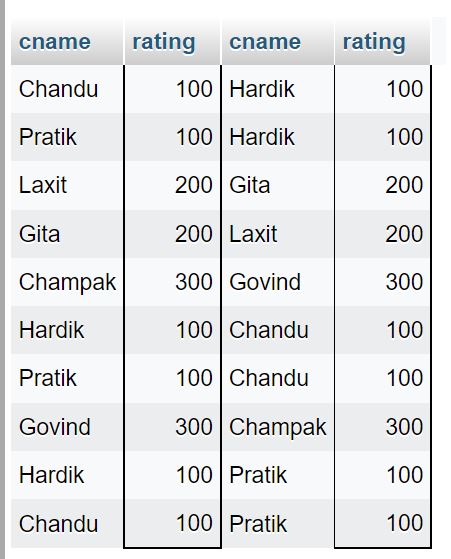 cname rating cname rating
Chandu 100 Hardik 100
Pratik 100 Hardik 100
Laxit 200 Gita 200
Gita 200 Laxit 200
Champak 300 Govind 300
Hardik 100 Chandu 100
Pratik 100 Chandu 100
Govind 300 Champak 300
Hardik 100 Pratik 100
Chandu 100 Pratik 100